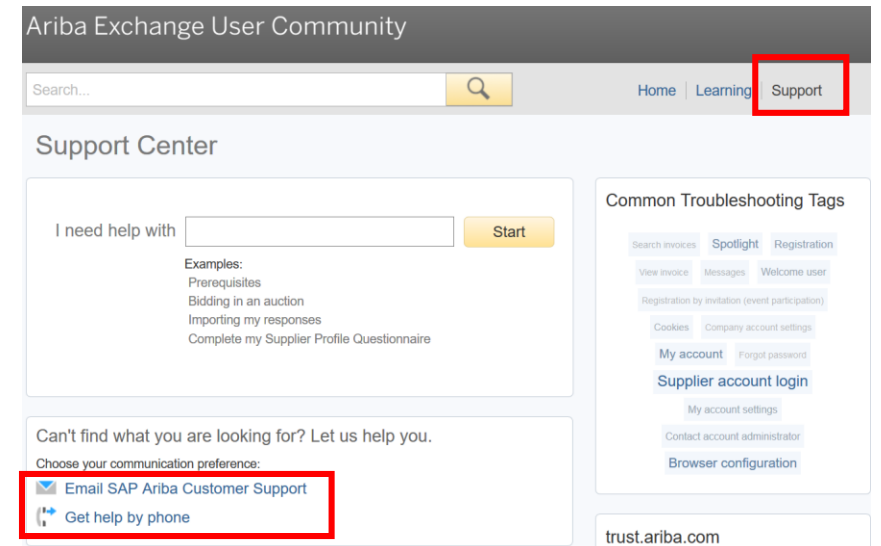 Ariba Exchange User Community
Search...
Home | Learning | Support
Support Center
I need help with
Start
Examples:
Prerequisites
Bidding in an auction
Importing my responses
Complete my Supplier Profile Questionnaire
Can't find what you are looking for? Let us help you.
Choose your communication preference:
Email SAP Ariba Customer Support
Get help by phone
Common Troubleshooting Tags
Search invoices Spotlight Registration
View invoice Messages Welcome user
Registration by invitation (event participation)
Cookies Company account settings
My account Forgot password
Supplier account login
My account settings
Contact account administrator
Browser configuration
trust.ariba.com